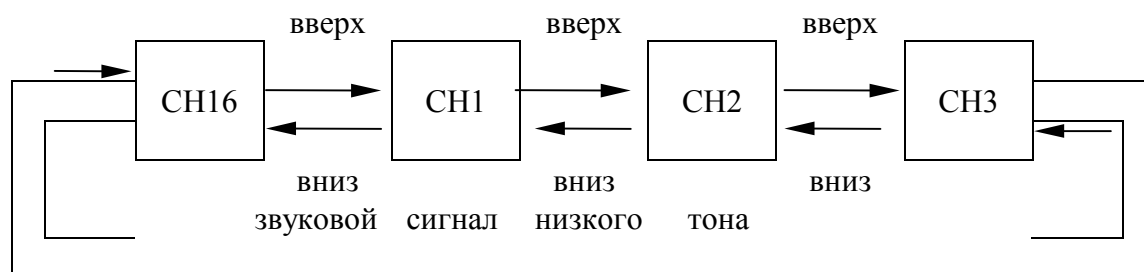 вверх вверх вверх
CH16 CH1 CH2 CH3
вниз вниз вниз
звуковой сигнал низкого тона